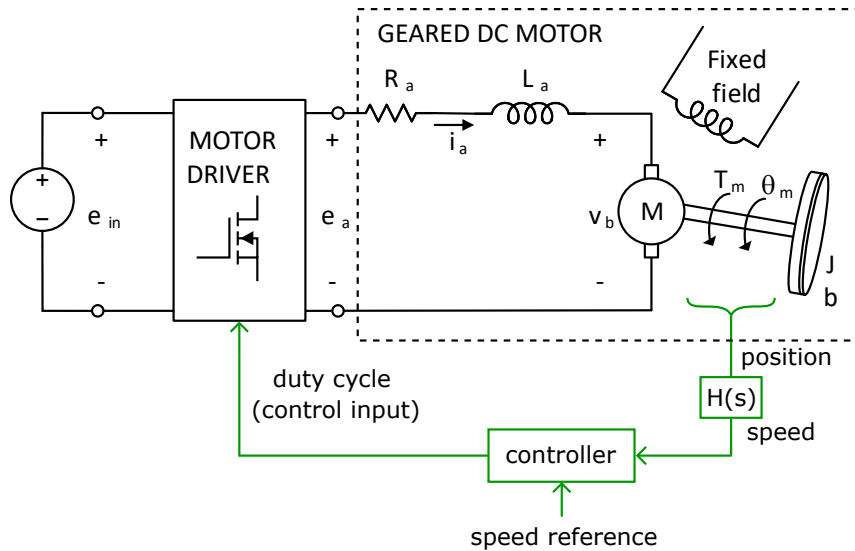 GEARED DC MOTOR
R a
L a
Fixed
field
+
+
i a
+
MOTOR
DRIVER
T m
θ m
+
−
e in
e a
v b
M
-
-
-
J
b
position
duty cycle
(control input)
H(s)
speed
controller
speed reference